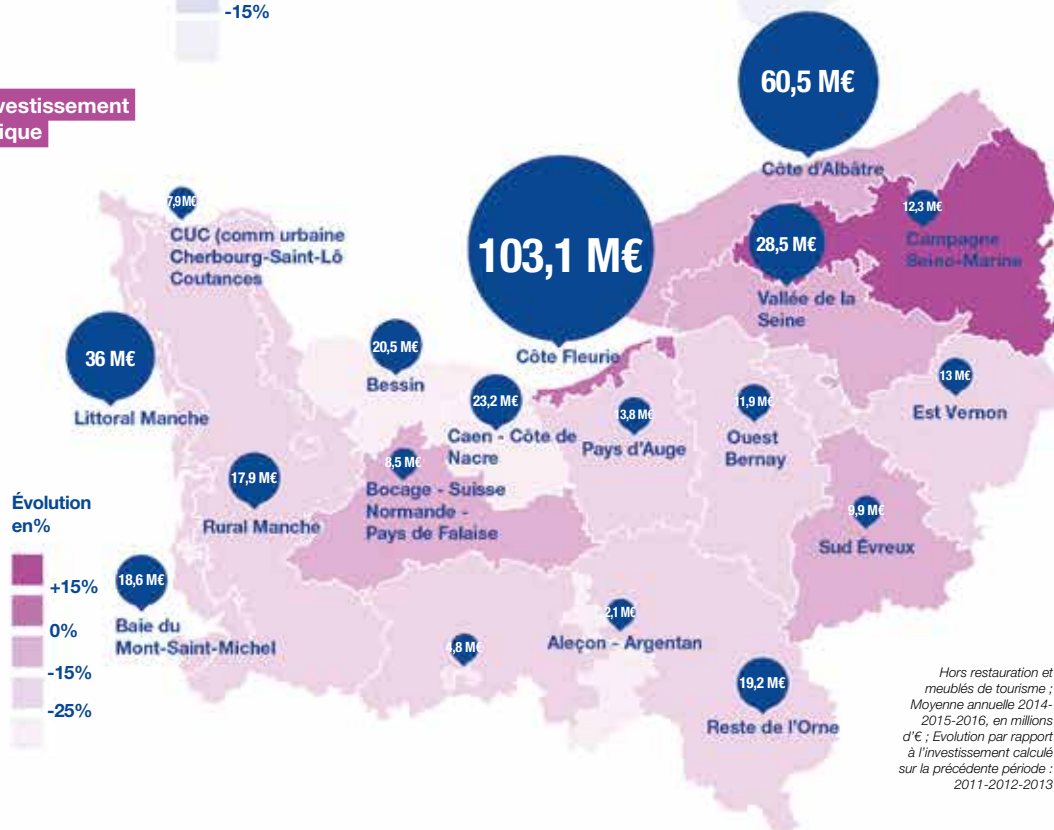 -15%
vestissement
ique
60,5 M€
Côte d'Albâtre
7,9 M€
CUC (comm urbaine
Cherbourg-Saint-Lô
Coutances
103,1 M€
Côte Fleurie
28,5 M€
Vallée de la
Seine
12,3 M€
Campagne
Seino-Marine
36 M€
Littoral Manche
20,5 M€
Bessin
23,2 M€
Caen - Côte de
Nacre
13,8 M€
Pays d'Auge
11,9 M€
Ouest
Bernay
13 M€
Est Vernon
17,9 M€
Rural Manche
8,5 M€
Bocage - Suisse
Normande -
Pays de Falaise
9,9 M€
Sud Évreux
Évolution
en%
+15%
0%
-15%
-25%
18,6 M€
Baie du
Mont-Saint-Michel
4,8 M€
2,1 M€
Aleçon - Argentan
19,2 M€
Reste de l'Orne
Hors restauration et
meublés de tourisme ;
Moyenne annuelle 2014-
2015-2016, en millions
d'€ ; Evolution par rapport
à l'investissement calculé
sur la précédente période :
2011-2012-2013